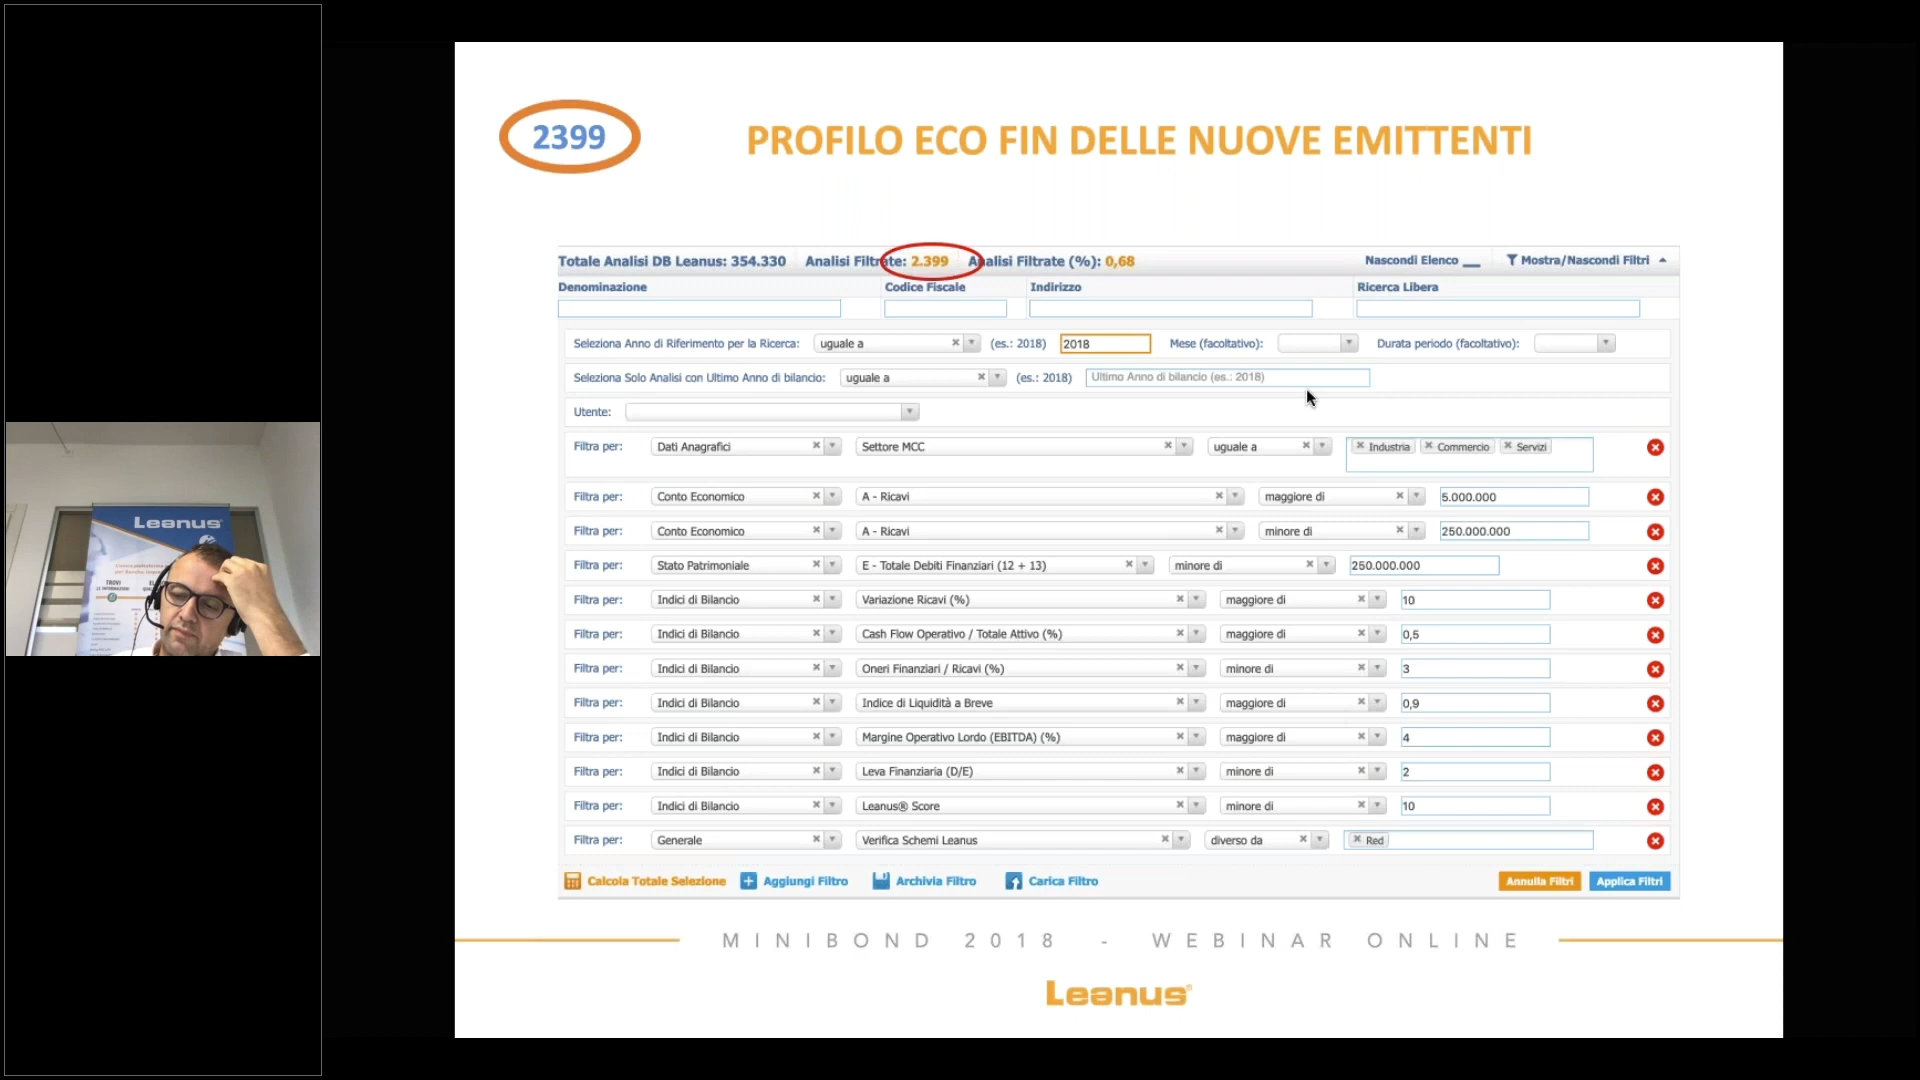 2399
PROFILO ECO FIN DELLE NUOVE EMITTENTI
Totale Analisi DB Leanus: 354.330 Analisi Filtrate: 2.399 Analisi Filtrate (%): 0,68 Nascondi Elenco Mostra/Nascondi Filtri
Denominazione Codice Fiscale Indirizzo Ricerca Libera
Seleziona Anno di Riferimento per la Ricerca: uguale a (es.: 2018) 2018 Mese (facoltativo): Durata periodo (facoltativo):
Seleziona Solo Analisi con Ultimo Anno di bilancio: uguale a (es.: 2018) Ultimo Anno di bilancio (es.: 2018)
Utente:
Filtra per: Dati Anagrafici Settore MCC uguale a Industria Commercio Servizi
Filtra per: Conto Economico A - Ricavi maggiore di 5.000.000
Filtra per: Conto Economico A - Ricavi minore di 250.000.000
Filtra per: Stato Patrimoniale E - Totale Debiti Finanziari (12 + 13) minore di 250.000.000
Filtra per: Indici di Bilancio Variazione Ricavi (%) maggiore di 10
Filtra per: Indici di Bilancio Cash Flow Operativo / Totale Attivo (%) maggiore di 0,5
Filtra per: Indici di Bilancio Oneri Finanziari / Ricavi (%) minore di 3
Filtra per: Indici di Bilancio Indice di Liquidità a Breve maggiore di 0,9
Filtra per: Indici di Bilancio Margine Operativo Lordo (EBITDA) (%) maggiore di 4
Filtra per: Indici di Bilancio Leva Finanziaria (D/E) minore di 2
Filtra per: Indici di Bilancio Leanus® Score minore di 10
Filtra per: Generale Verifica Schemi Leanus diverso da Red
Calcola Totale Selezione Aggiungi Filtro Archivia Filtro Carica Filtro Annulla Filtri Applica Filtri
MINIBOND 2018 - WEBINAR ONLINE
Leanus®
Leanus
TROVI